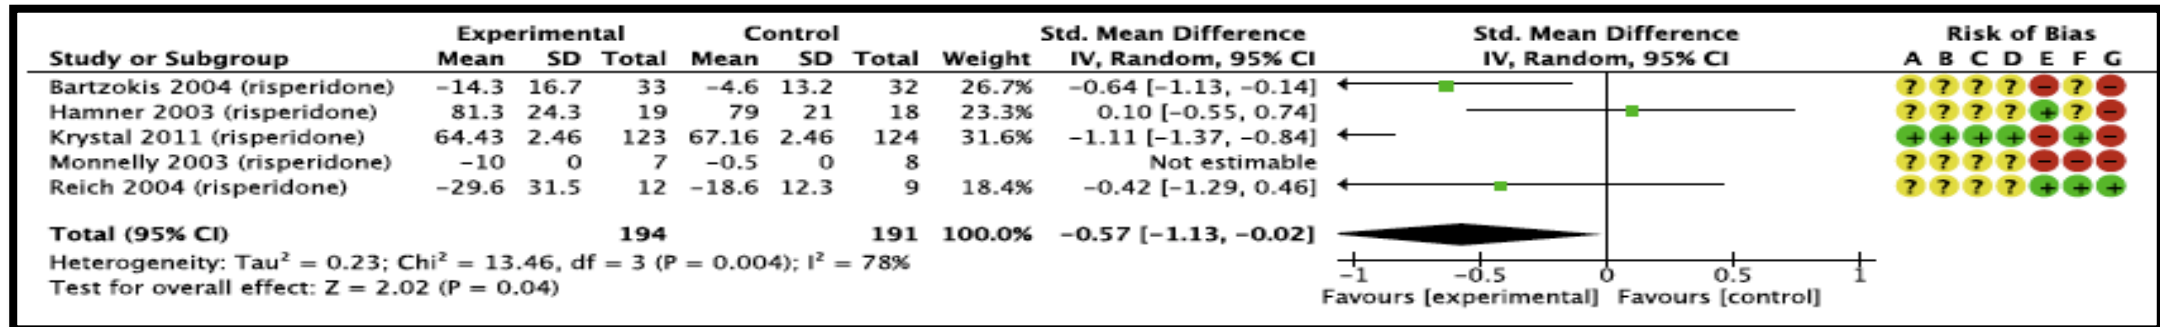 Experimental Control Std. Mean Difference Std. Mean Difference Risk of Bias
Study or Subgroup Mean SD Total Mean SD Total Weight IV, Random, 95% CI IV, Random, 95% CI A B C D E F G
Bartzokis 2004 (risperidone) −14.3 16.7 33 −4.6 13.2 32 26.7% −0.64 [−1.13, −0.14] ? ? ? ? − ? −
Hamner 2003 (risperidone) 81.3 24.3 19 79 21 18 23.3% 0.10 [−0.55, 0.74] ? ? ? ? + ? −
Krystal 2011 (risperidone) 64.43 2.46 123 67.16 2.46 124 31.6% −1.11 [−1.37, −0.84] + + + + − + −
Monnelly 2003 (risperidone) −10 0 7 −0.5 0 8 Not estimable ? ? ? ? − − −
Reich 2004 (risperidone) −29.6 31.5 12 −18.6 12.3 9 18.4% −0.42 [−1.29, 0.46] ? ? ? ? + + +
Total (95% CI) 194 191 100.0% −0.57 [−1.13, −0.02]
Heterogeneity: Tau² = 0.23; Chi² = 13.46, df = 3 (P = 0.004); I² = 78%
Test for overall effect: Z = 2.02 (P = 0.04)
−1 −0.5 0 0.5 1
Favours [experimental] Favours [control]